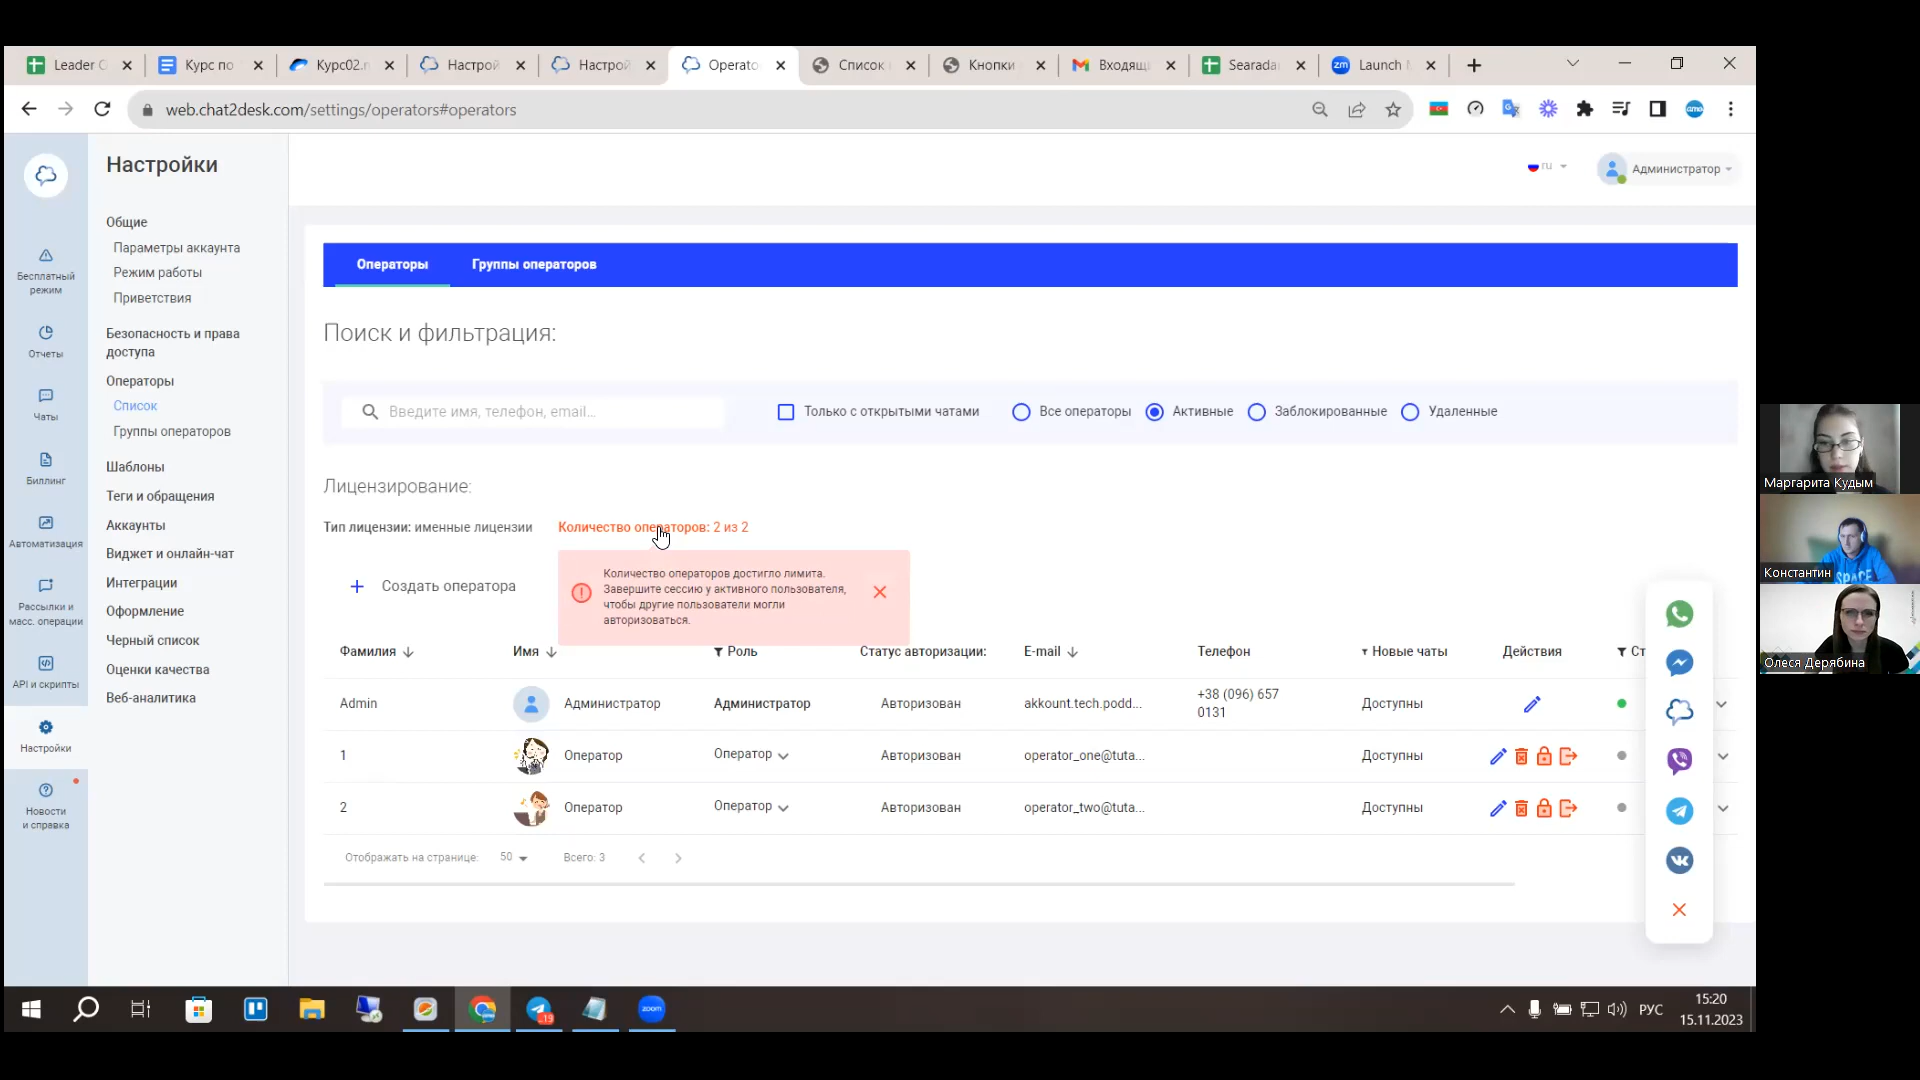 Leader
Курс по
Курс02.
Настрой
Настрой
Operato
Список
Кнопки
Входящ
Searada
Launch
web.chat2desk.com/settings/operators#operators
Настройки
ru
Администратор
Общие
Параметры аккаунта
Режим работы
Приветствия
Безопасность и права
доступа
Операторы
Список
Группы операторов
Шаблоны
Теги и обращения
Аккаунты
Виджет и онлайн-чат
Интеграции
Оформление
Черный список
Оценки качества
Веб-аналитика
Бесплатный
режим
Отчеты
Чаты
Биллинг
Автоматизация
Рассылки и
масс. операции
API и скрипты
Настройки
Новости
и справка
Операторы
Группы операторов
Поиск и фильтрация:
Введите имя, телефон, email...
Только с открытыми чатами
Все операторы
Активные
Заблокированные
Удаленные
Лицензирование:
Тип лицензии: именные лицензии
Количество операторов: 2 из 2
Создать оператора
Количество операторов достигло лимита.
Завершите сессию у активного пользователя,
чтобы другие пользователи могли
авторизоваться.
Фамилия Имя Роль Статус авторизации: E-mail Телефон Новые чаты Действия Ст
Admin Администратор Администратор Авторизован akkount.tech.podd... +38 (096) 657 0131 Доступны
1 Оператор Оператор Авторизован operator_one@tuta... Доступны
2 Оператор Оператор Авторизован operator_two@tuta... Доступны
Отображать на странице: 50 Всего: 3
Маргарита Кудым
Константин
Олеся Дерябина
19
zoom
РУС
15:20
15.11.2023